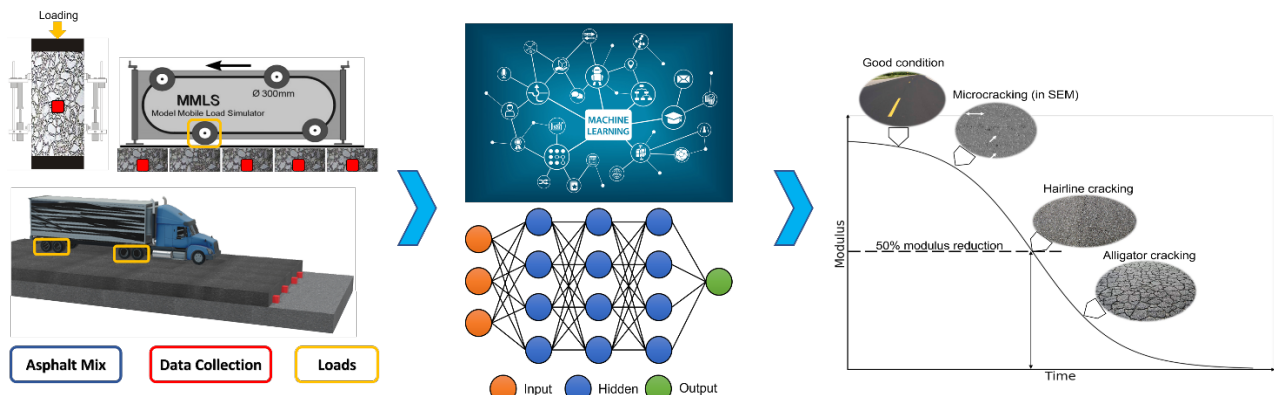 Loading
MMLS
Ø 300mm
Model Mobile Load Simulator
Asphalt Mix
Data Collection
Loads
MACHINE
LEARNING
Input
Hidden
Output
Good condition
Microcracking (in SEM)
Hairline cracking
50% modulus reduction
Alligator cracking
Modulus
Time